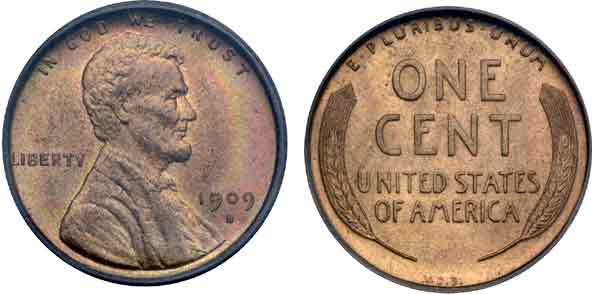 IN GOD WE TRUST
LIBERTY
1909
S
E·PLURIBUS·UNUM
ONE
CENT
UNITED STATES
OF AMERICA
V.D.B.